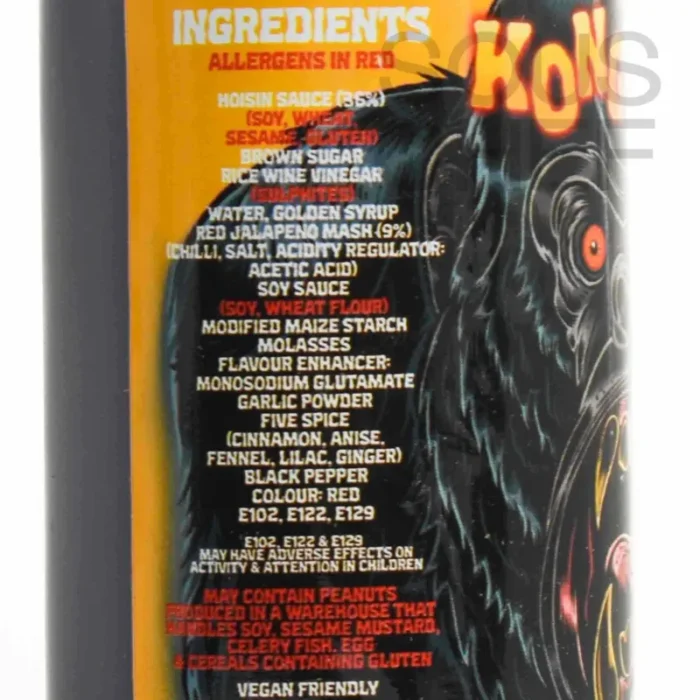 INGREDIENTS
ALLERGENS IN RED
KON
SOUS
HOISIN SAUCE (36%)
(SOY, WHEAT,
SESAME -GLUTEN)
BROWN SUGAR
RICE WINE VINEGAR
(SULPHITES)
WATER, GOLDEN SYRUP
RED JALAPENO MASH (9%)
(CHILLI, SALT, ACIDITY REGULATOR:
ACETIC ACID)
SOY SAUCE
(SOY, WHEAT FLOUR)
MODIFIED MAIZE STARCH
MOLASSES
FLAVOUR ENHANCER:
MONOSODIUM GLUTAMATE
GARLIC POWDER
FIVE SPICE
(CINNAMON, ANISE,
FENNEL, LILAC, GINGER)
BLACK PEPPER
COLOUR: RED
E102, E122, E129
E102, E122 & E129
MAY HAVE ADVERSE EFFECTS ON
ACTIVITY & ATTENTION IN CHILDREN
MAY CONTAIN PEANUTS
PRODUCED IN A WAREHOUSE THAT
HANDLES SOY, SESAME MUSTARD,
CELERY FISH, EGG
& CEREALS CONTAINING GLUTEN
VEGAN FRIENDLY